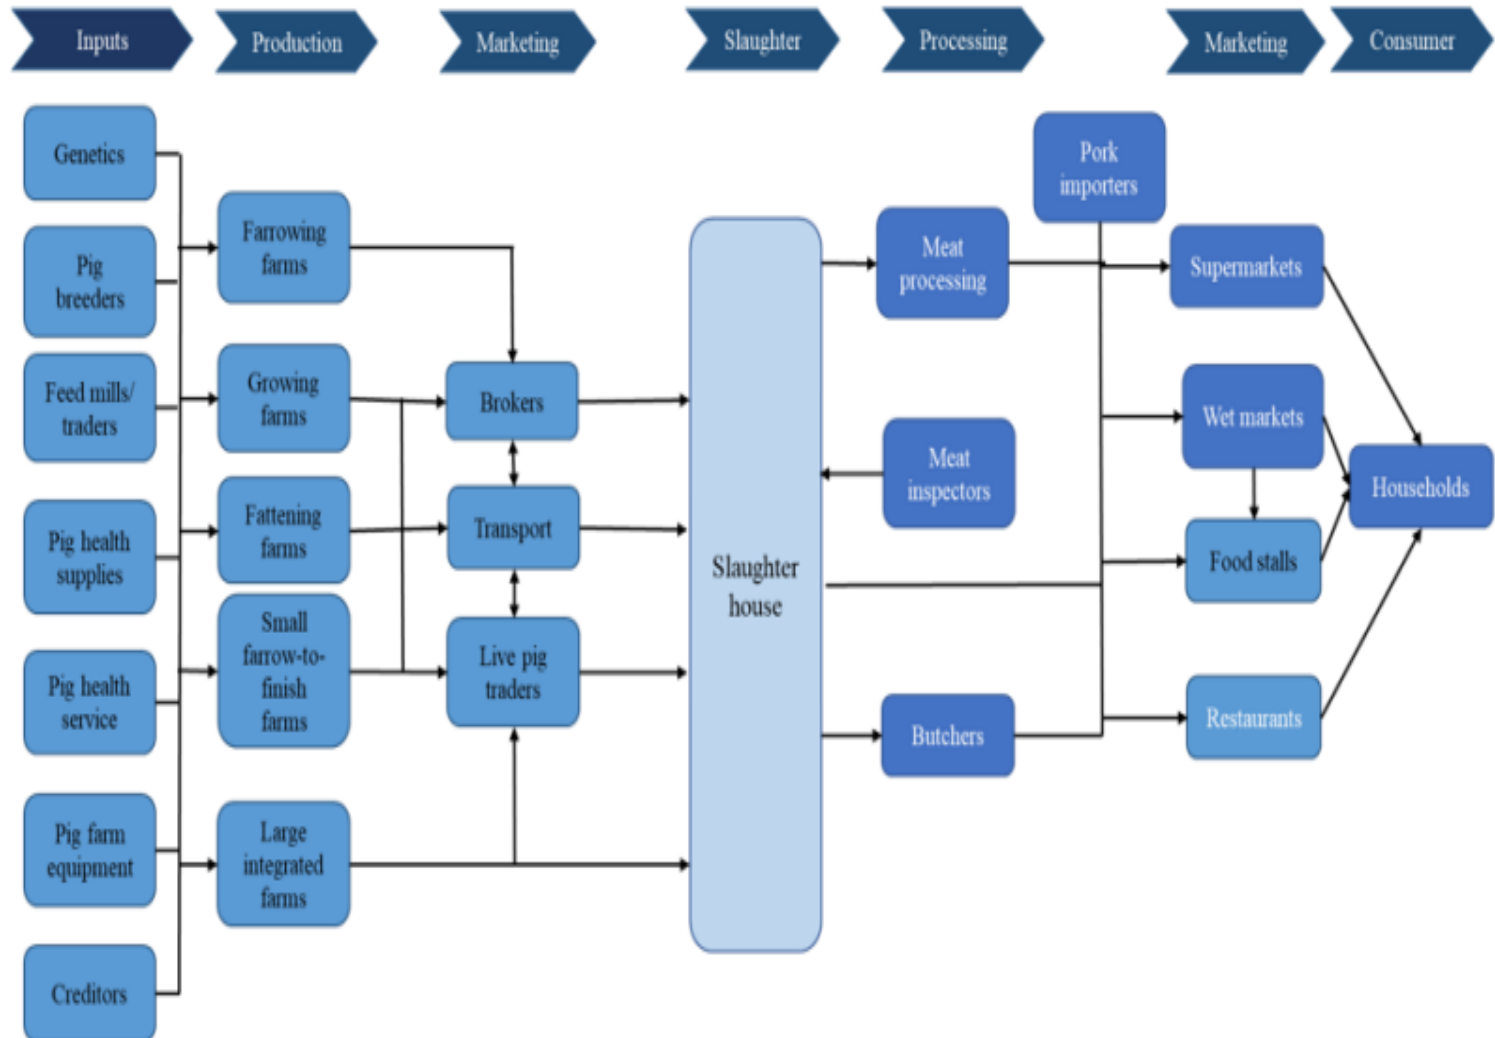 Inputs
Production
Marketing
Slaughter
Processing
Marketing
Consumer
Genetics
Pig
breeders
Feed mills/
traders
Pig health
supplies
Pig health
service
Pig farm
equipment
Creditors
Farrowing
farms
Growing
farms
Fattening
farms
Small
farrow-to-
finish
farms
Large
integrated
farms
Brokers
Transport
Live pig
traders
Slaughter
house
Meat
processing
Meat
inspectors
Butchers
Pork
importers
Supermarkets
Wet markets
Food stalls
Restaurants
Households